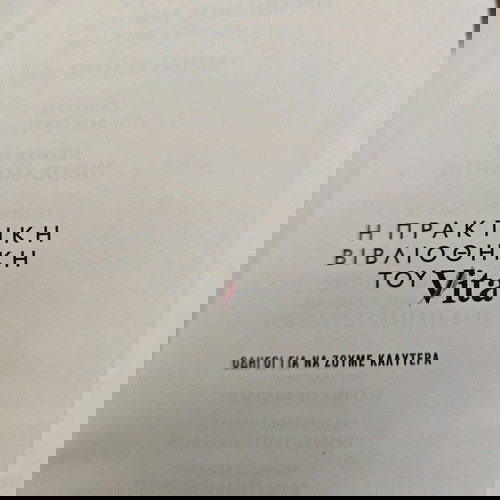 Η ΠΡΑΚΤΙΚΗ
ΒΙΒΛΙΟΘΗΚΗ
ΤΟΥ Vita
ΟΔΗΓΟΙ ΓΙΑ ΝΑ ΖΟΥΜΕ ΚΑΛΥΤΕΡΑ